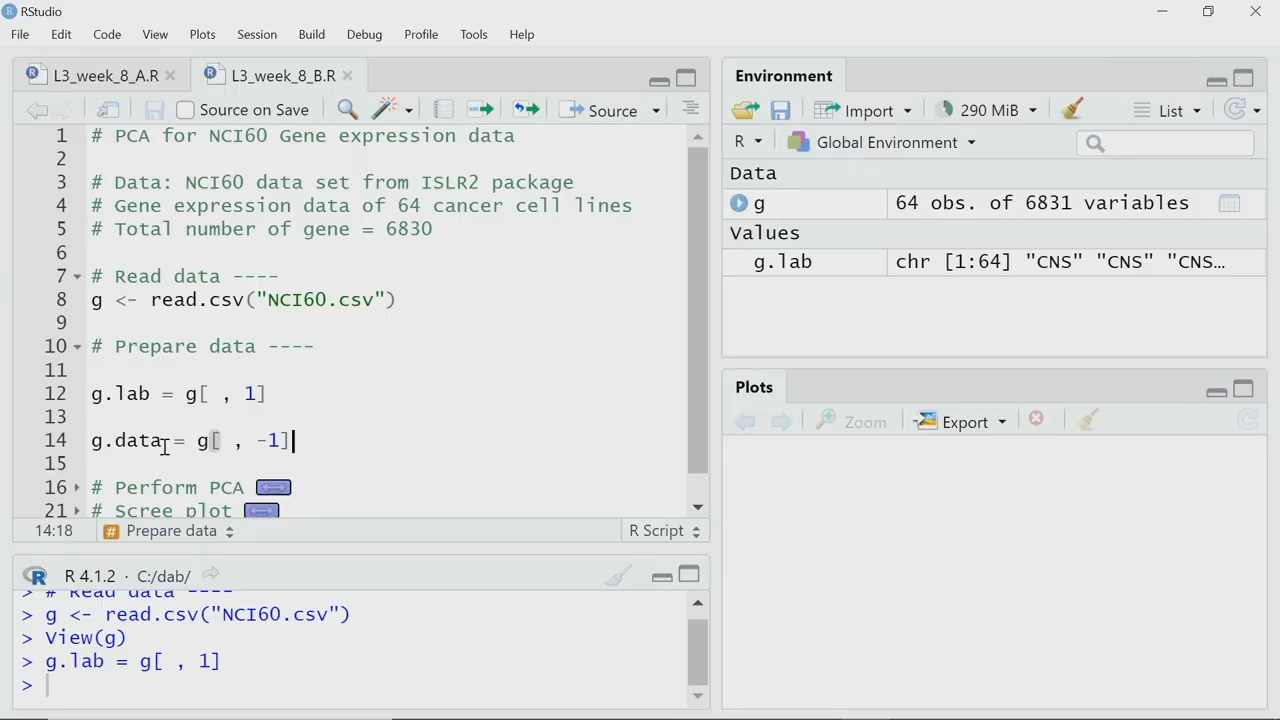 RStudio
File Edit Code View Plots Session Build Debug Profile Tools Help
L3_week_8_A.R L3_week_8_B.R
Source on Save Source
1 # PCA for NCI60 Gene expression data
2
3 # Data: NCI60 data set from ISLR2 package
4 # Gene expression data of 64 cancer cell lines
5 # Total number of gene = 6830
6
7 # Read data ----
8 g <- read.csv("NCI60.csv")
9
10 # Prepare data ----
11
12 g.lab = g[ , 1]
13
14 g.data = g[ , -1]
15
16 # Perform PCA
21 # Scree plot
14:18 Prepare data R Script
R 4.1.2 · C:/dab/
> # Read data ----
> g <- read.csv("NCI60.csv")
> View(g)
> g.lab = g[ , 1]
>
Environment
Import 290 MiB List
R Global Environment
Data
g 64 obs. of 6831 variables
Values
g.lab chr [1:64] "CNS" "CNS" "CNS…
Plots
Zoom Export